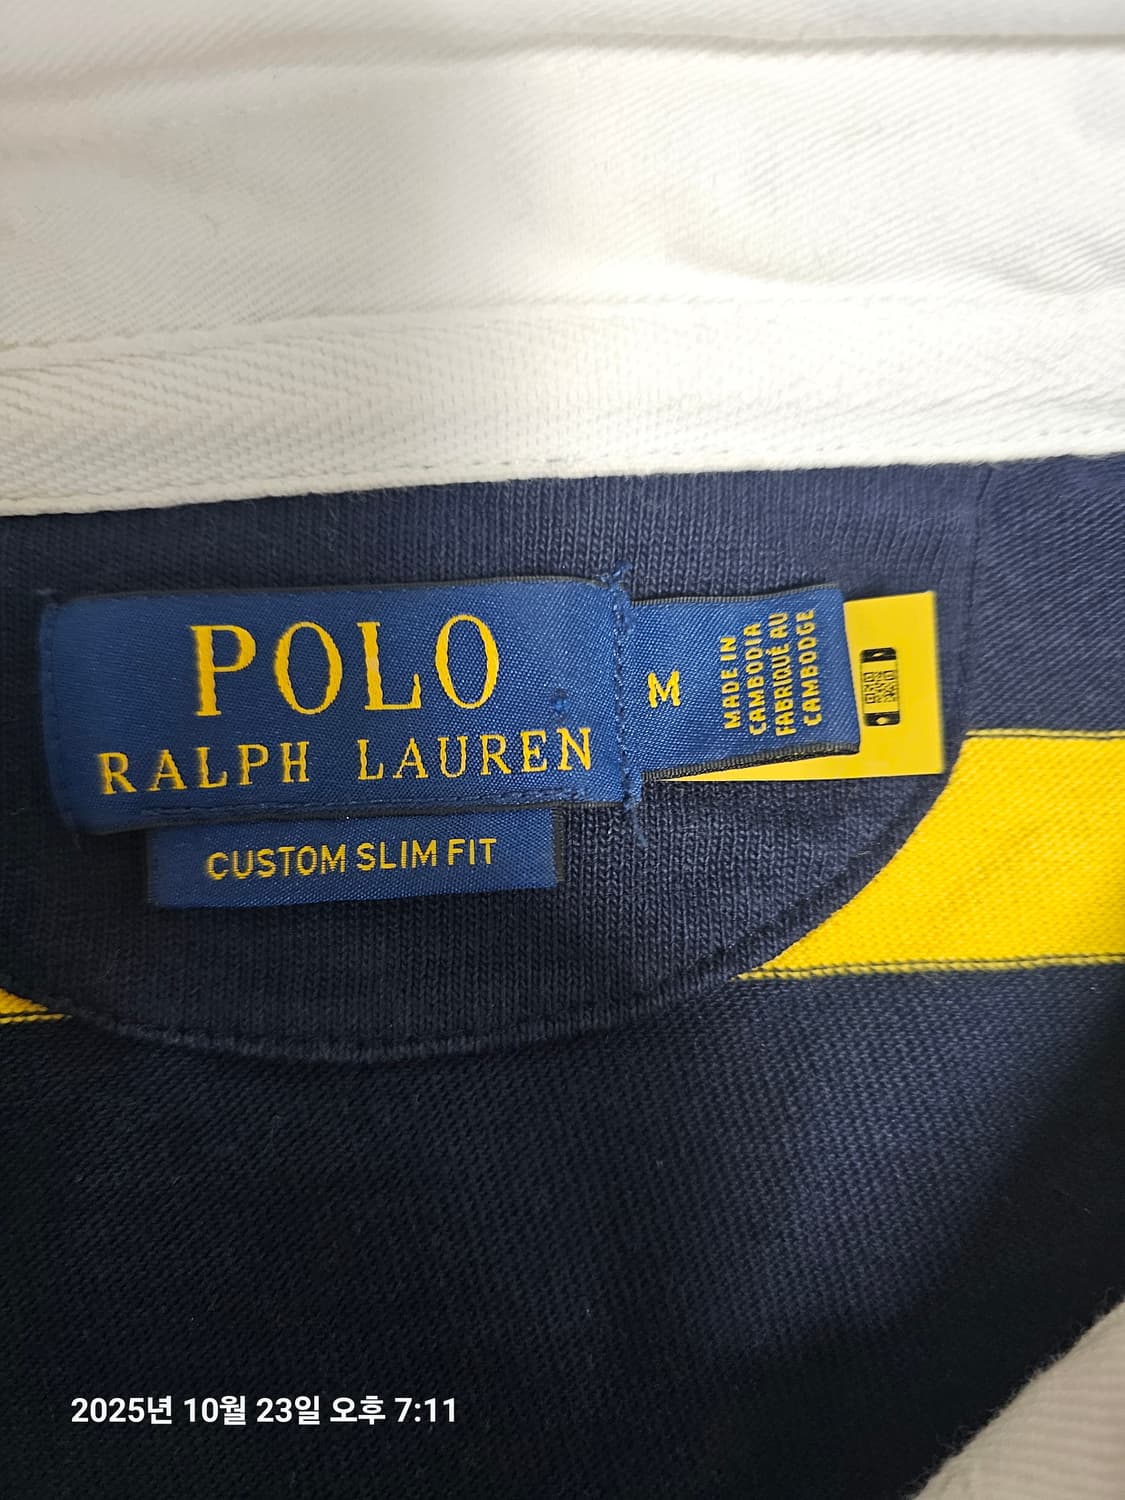 POLO
RALPH LAUREN
CUSTOM SLIM FIT
M
MADE IN
CAMBODIA
FABRIQUÉ AU
CAMBODGE
2025년 10월 23일 오후 7:11